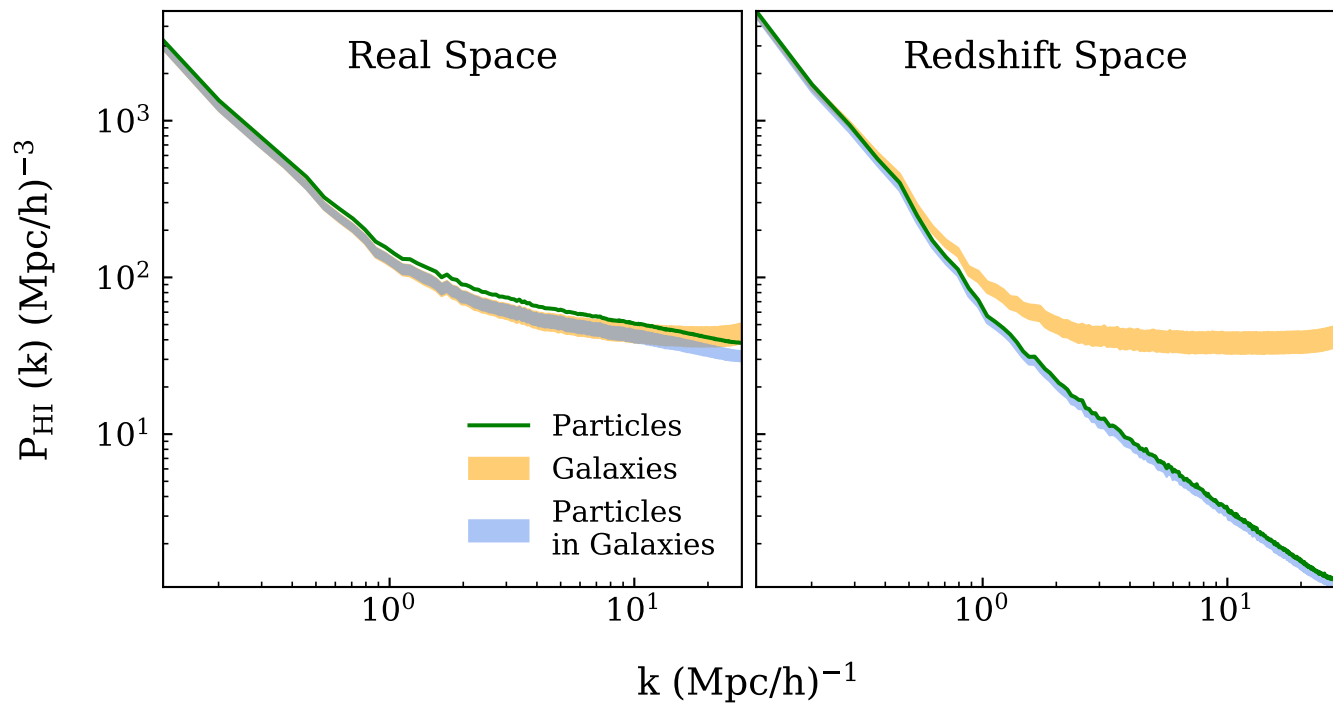 Real Space
Redshift Space
P_HI (k) (Mpc/h)⁻³
10³
10²
10¹
Particles
Galaxies
Particles
in Galaxies
10⁰
10¹
10⁰
10¹
k (Mpc/h)⁻¹